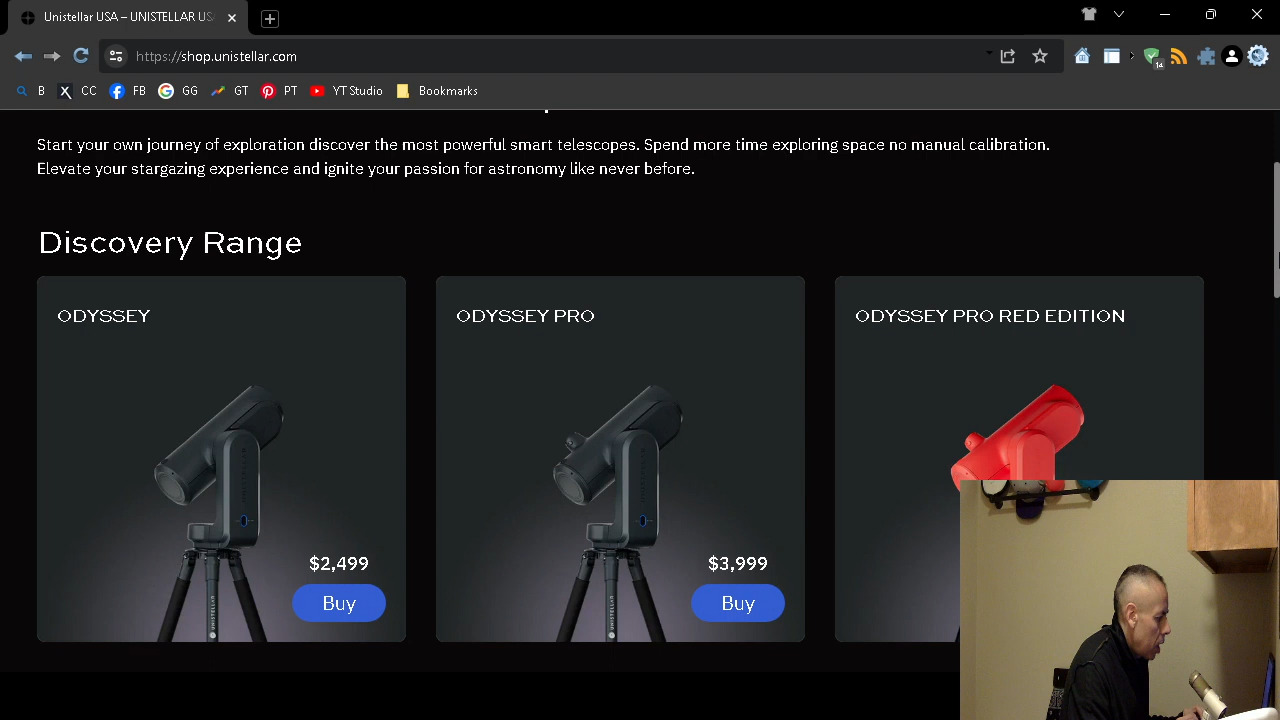 Unistellar USA – UNISTELLAR US
https://shop.unistellar.com
14
B CC FB GG GT PT YT Studio Bookmarks
Start your own journey of exploration discover the most powerful smart telescopes. Spend more time exploring space no manual calibration.
Elevate your stargazing experience and ignite your passion for astronomy like never before.
Discovery Range
ODYSSEY
ODYSSEY PRO
ODYSSEY PRO RED EDITION
UNISTELLAR
UNISTELLAR
$2,499
Buy
$3,999
Buy